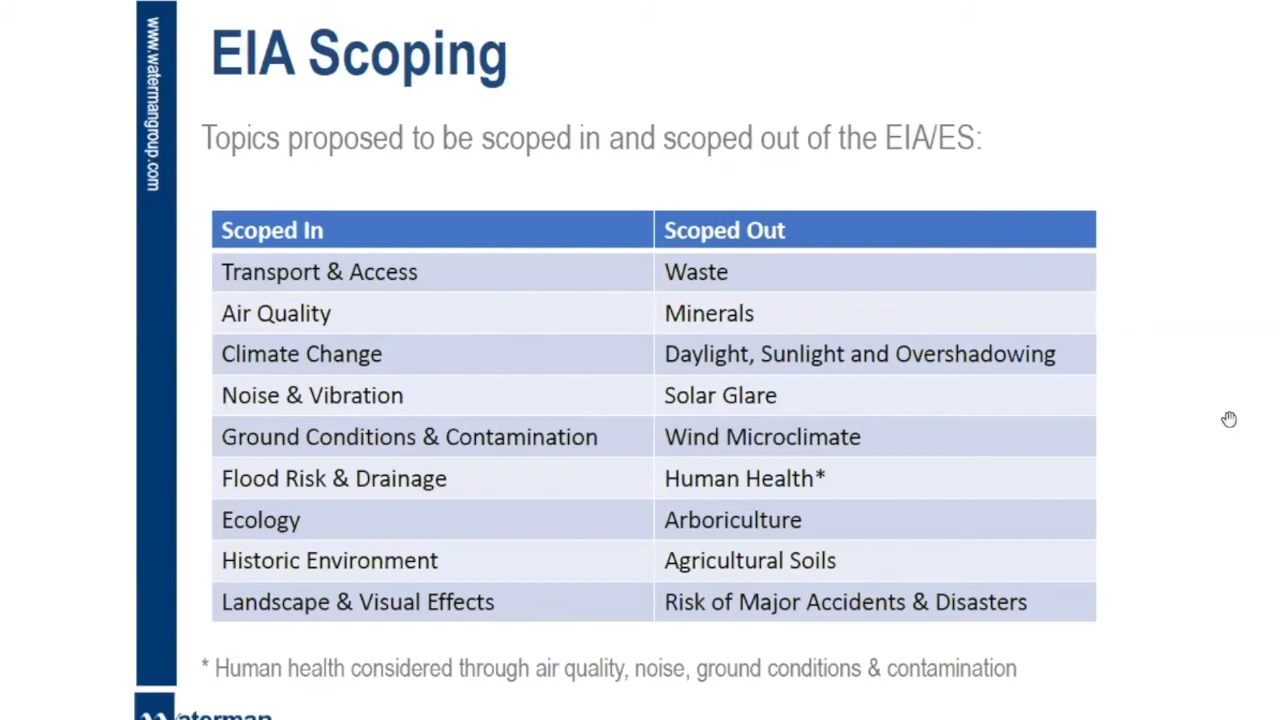 www.watermangroup.com
EIA Scoping
Topics proposed to be scoped in and scoped out of the EIA/ES:
Scoped In Scoped Out
Transport & Access Waste
Air Quality Minerals
Climate Change Daylight, Sunlight and Overshadowing
Noise & Vibration Solar Glare
Ground Conditions & Contamination Wind Microclimate
Flood Risk & Drainage Human Health*
Ecology Arboriculture
Historic Environment Agricultural Soils
Landscape & Visual Effects Risk of Major Accidents & Disasters
* Human health considered through air quality, noise, ground conditions & contamination
Waterman